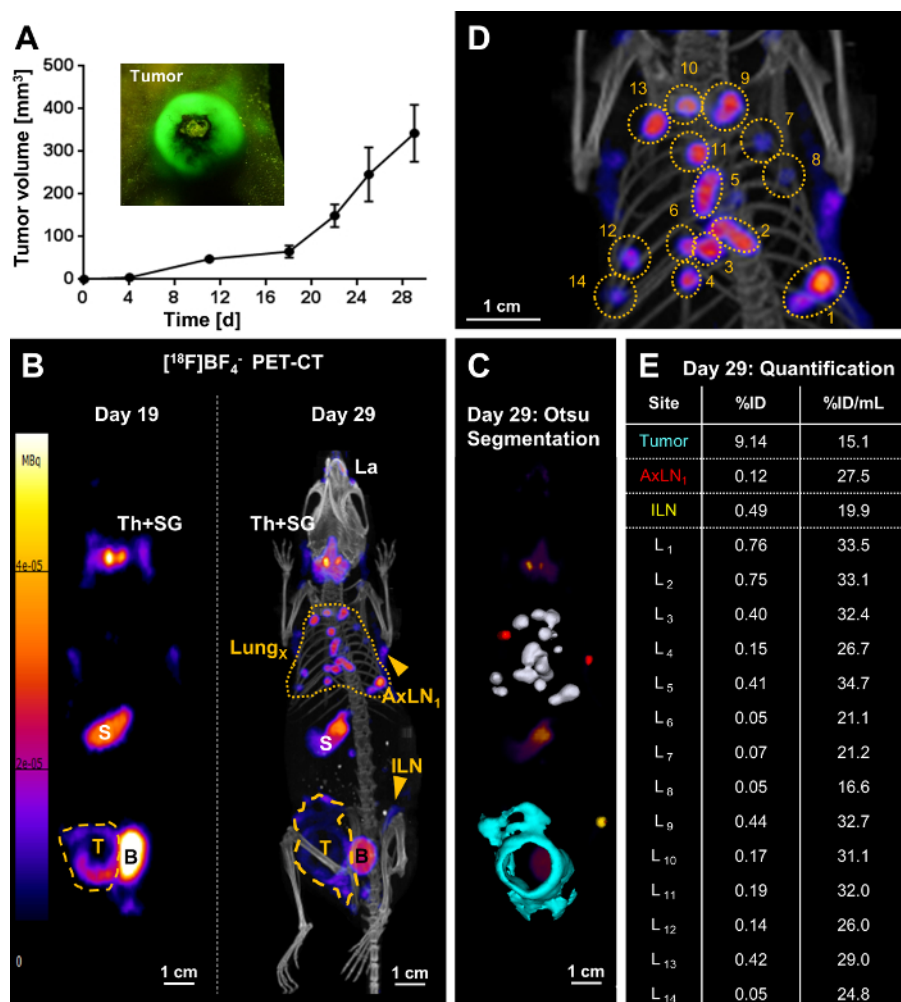 A
Tumor volume [mm³]
500
400
300
200
100
0
Tumor
0 4 8 12 16 20 24 28
Time [d]
D
10
9
13
7
11
8
5
6
12
2
3
14
4
1
1 cm
B
[¹⁸F]BF₄⁻ PET-CT
Day 19
Day 29
MBq
4e-05
2e-05
0
Th+SG
S
T
B
1 cm
La
Th+SG
Lungₓ
AxLN₁
S
ILN
T
B
1 cm
C
Day 29: Otsu
Segmentation
1 cm
E Day 29: Quantification
Site %ID %ID/mL
Tumor 9.14 15.1
AxLN₁ 0.12 27.5
ILN 0.49 19.9
L₁ 0.76 33.5
L₂ 0.75 33.1
L₃ 0.40 32.4
L₄ 0.15 26.7
L₅ 0.41 34.7
L₆ 0.05 21.1
L₇ 0.07 21.2
L₈ 0.05 16.6
L₉ 0.44 32.7
L₁₀ 0.17 31.1
L₁₁ 0.19 32.0
L₁₂ 0.14 26.0
L₁₃ 0.42 29.0
L₁₄ 0.05 24.8